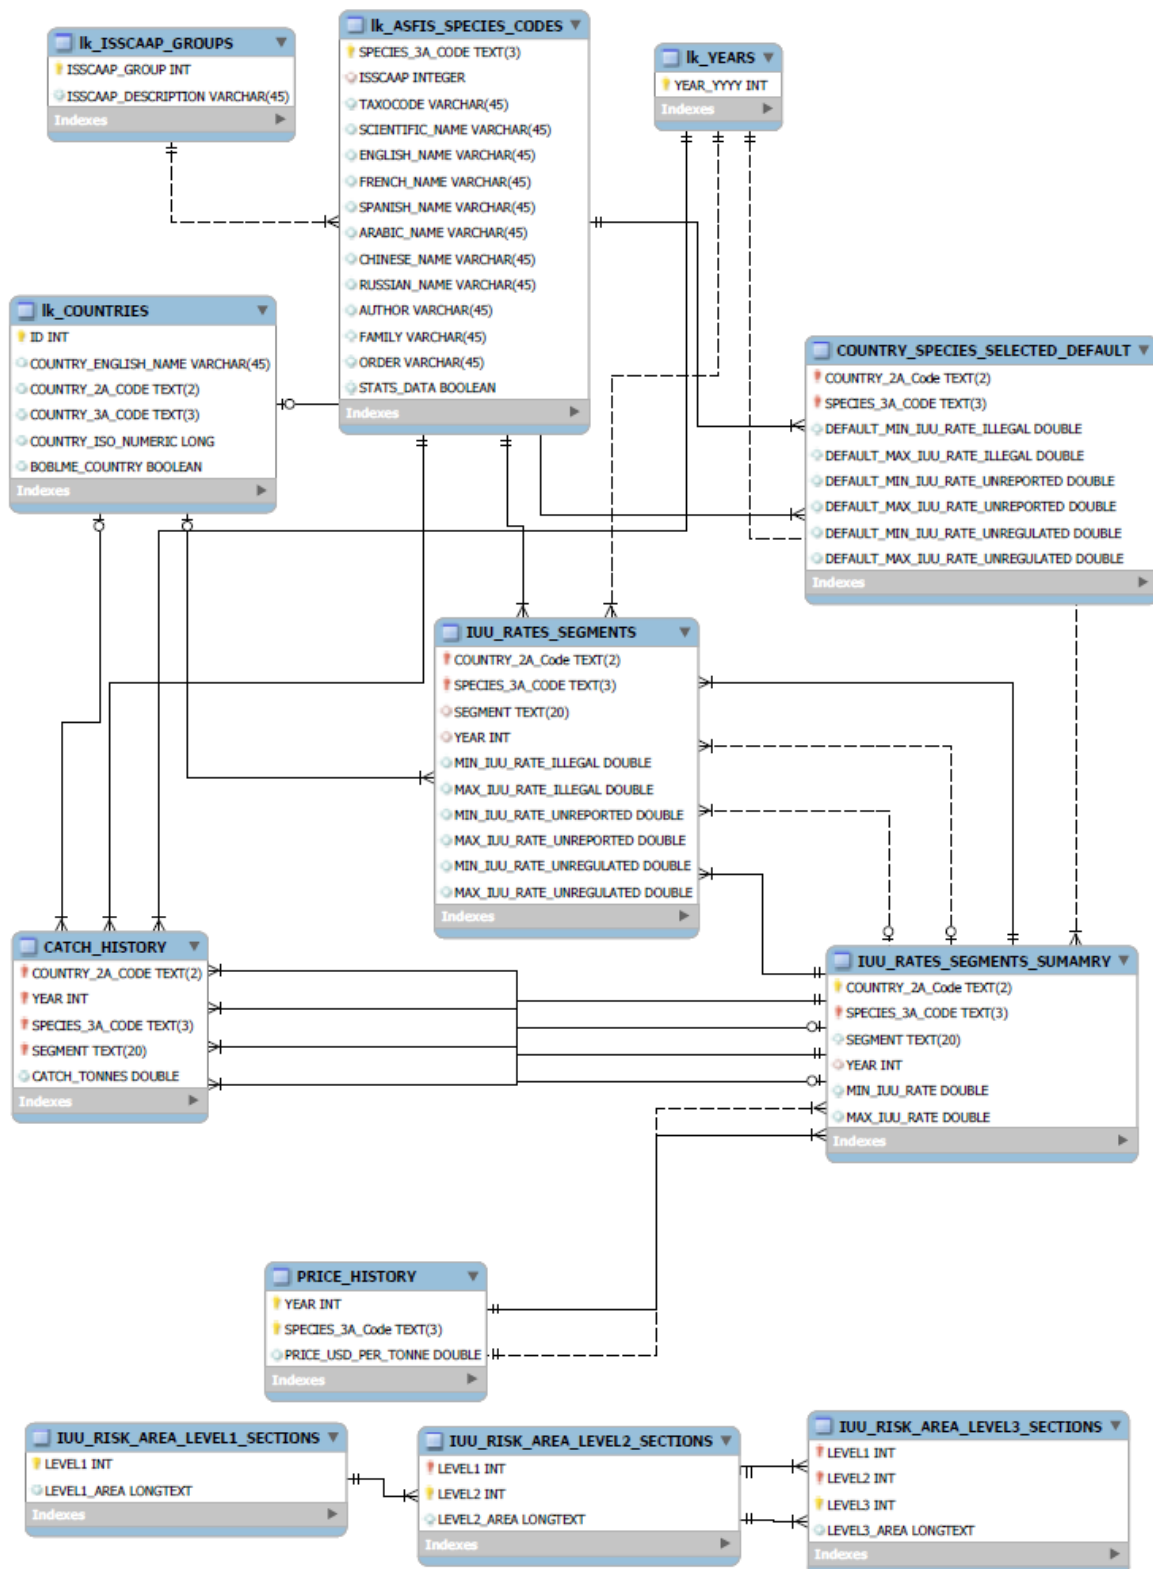 lk_ISSCAAP_GROUPS
ISSCAAP_GROUP INT
ISSCAAP_DESCRIPTION VARCHAR(45)
Indexes
lk_ASFIS_SPECIES_CODES
SPECIES_3A_CODE TEXT(3)
ISSCAAP INTEGER
TAXOCODE VARCHAR(45)
SCIENTIFIC_NAME VARCHAR(45)
ENGLISH_NAME VARCHAR(45)
FRENCH_NAME VARCHAR(45)
SPANISH_NAME VARCHAR(45)
ARABIC_NAME VARCHAR(45)
CHINESE_NAME VARCHAR(45)
RUSSIAN_NAME VARCHAR(45)
AUTHOR VARCHAR(45)
FAMILY VARCHAR(45)
ORDER VARCHAR(45)
STATS_DATA BOOLEAN
Indexes
lk_YEARS
YEAR_YYYY INT
Indexes
lk_COUNTRIES
ID INT
COUNTRY_ENGLISH_NAME VARCHAR(45)
COUNTRY_2A_CODE TEXT(2)
COUNTRY_3A_CODE TEXT(3)
COUNTRY_ISO_NUMERIC LONG
BOBLME_COUNTRY BOOLEAN
Indexes
COUNTRY_SPECIES_SELECTED_DEFAULT
COUNTRY_2A_Code TEXT(2)
SPECIES_3A_CODE TEXT(3)
DEFAULT_MIN_IUU_RATE_ILLEGAL DOUBLE
DEFAULT_MAX_IUU_RATE_ILLEGAL DOUBLE
DEFAULT_MIN_IUU_RATE_UNREPORTED DOUBLE
DEFAULT_MAX_IUU_RATE_UNREPORTED DOUBLE
DEFAULT_MIN_IUU_RATE_UNREGULATED DOUBLE
DEFAULT_MAX_IUU_RATE_UNREGULATED DOUBLE
Indexes
IUU_RATES_SEGMENTS
COUNTRY_2A_Code TEXT(2)
SPECIES_3A_CODE TEXT(3)
SEGMENT TEXT(20)
YEAR INT
MIN_IUU_RATE_ILLEGAL DOUBLE
MAX_IUU_RATE_ILLEGAL DOUBLE
MIN_IUU_RATE_UNREPORTED DOUBLE
MAX_IUU_RATE_UNREPORTED DOUBLE
MIN_IUU_RATE_UNREGULATED DOUBLE
MAX_IUU_RATE_UNREGULATED DOUBLE
Indexes
CATCH_HISTORY
COUNTRY_2A_CODE TEXT(2)
YEAR INT
SPECIES_3A_CODE TEXT(3)
SEGMENT TEXT(20)
CATCH_TONNES DOUBLE
Indexes
IUU_RATES_SEGMENTS_SUMAMRY
COUNTRY_2A_Code TEXT(2)
SPECIES_3A_CODE TEXT(3)
SEGMENT TEXT(20)
YEAR INT
MIN_IUU_RATE DOUBLE
MAX_IUU_RATE DOUBLE
Indexes
PRICE_HISTORY
YEAR INT
SPECIES_3A_Code TEXT(3)
PRICE_USD_PER_TONNE DOUBLE
Indexes
IUU_RISK_AREA_LEVEL1_SECTIONS
LEVEL1 INT
LEVEL1_AREA LONGTEXT
Indexes
IUU_RISK_AREA_LEVEL2_SECTIONS
LEVEL1 INT
LEVEL2 INT
LEVEL2_AREA LONGTEXT
Indexes
IUU_RISK_AREA_LEVEL3_SECTIONS
LEVEL1 INT
LEVEL2 INT
LEVEL3 INT
LEVEL3_AREA LONGTEXT
Indexes